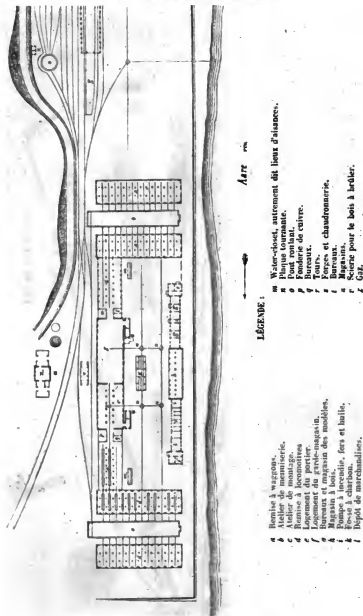 Aare
LÉGENDE :
a Remise à wagons.
b Atelier de menuiserie.
c Atelier de montage.
d Remise à locomotives
e Logement du portier.
f Logement du garde-magasin.
g Bureaux et magasin des modèles.
h Magasin à bois.
i Pompe à incendie, fers et huile.
k Fosse à charbon.
l Dépôt de marchandises.
m Water-closet, autrement dit lieux d'aisances.
n Plaque tournante.
o Pont roulant.
p Fonderie de cuivre.
q Bureaux.
r Tours.
s Forges et chaudronnerie.
t Bureaux.
u Magasins.
v Scierie pour le bois à brûler.
z Gaz.